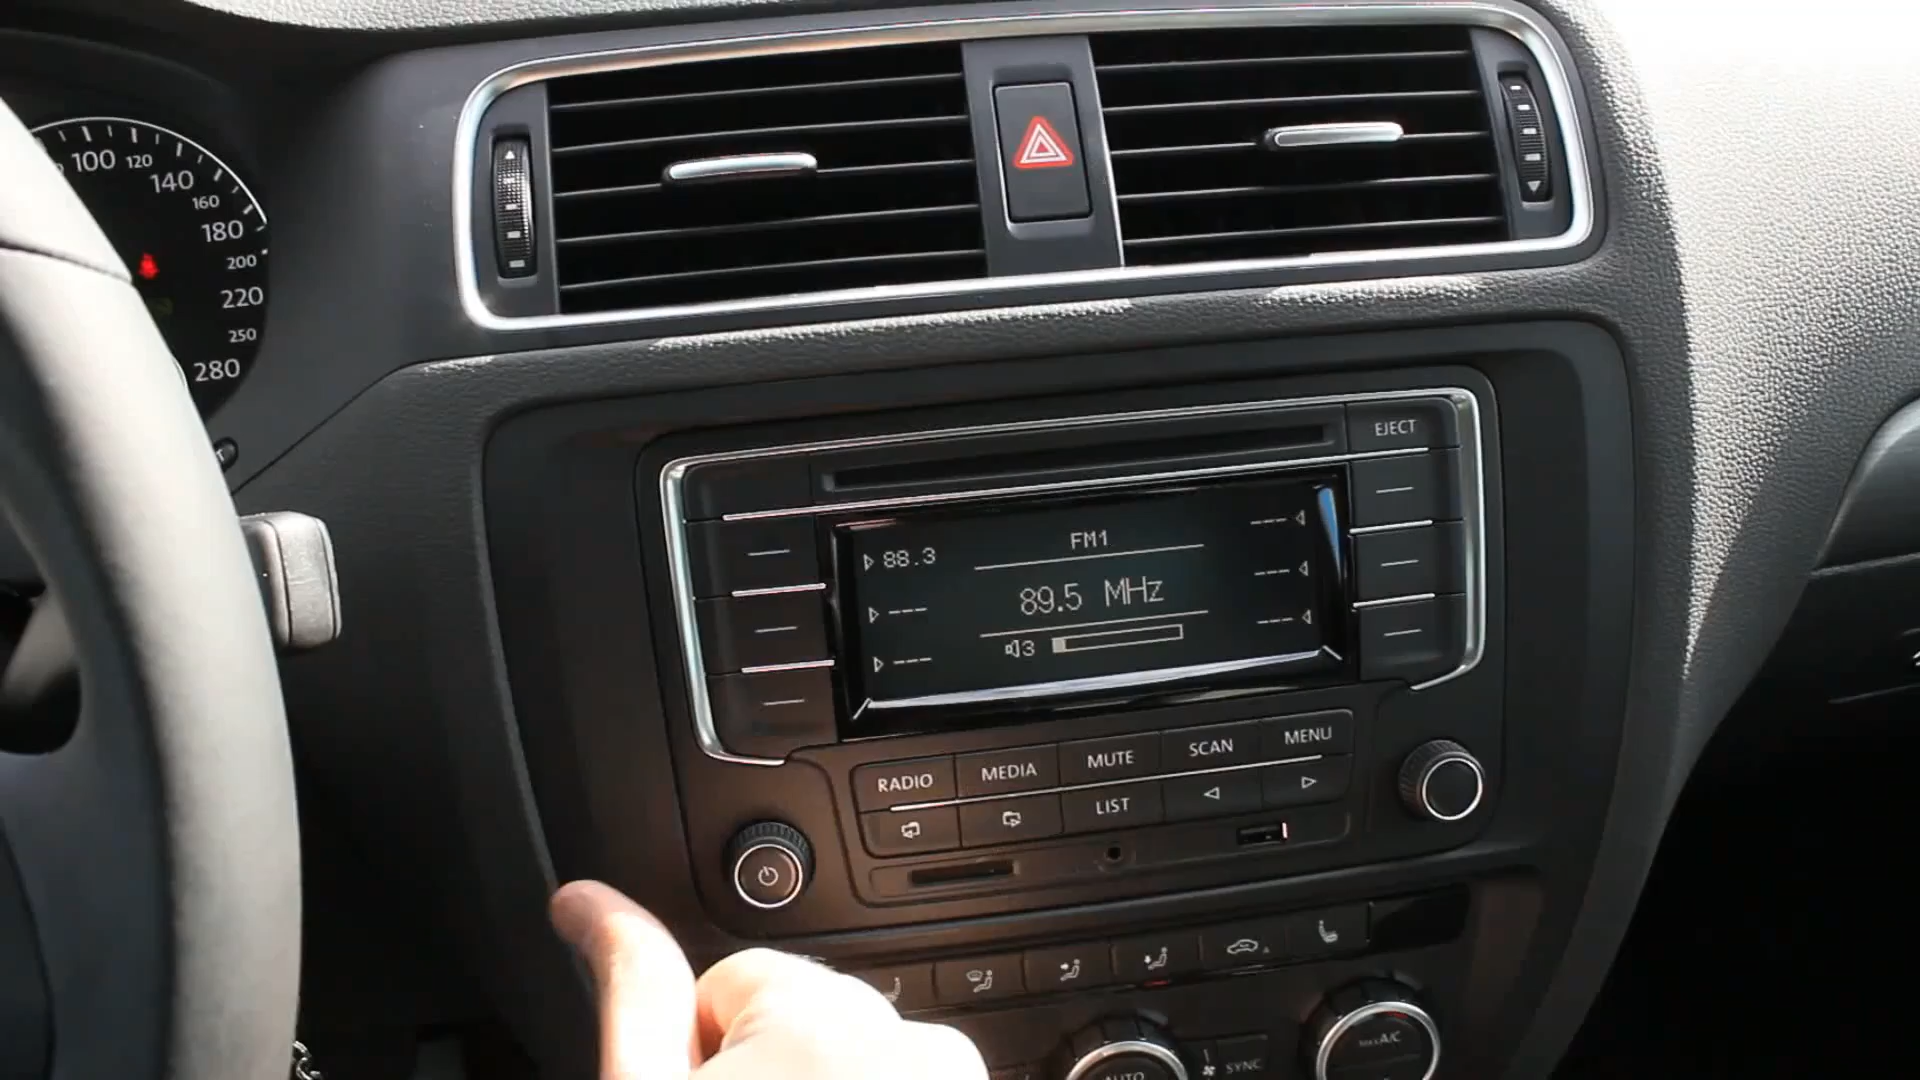 100 120
140
160
180
200
220
250
280
EJECT
FM1
88.3
89.5 MHz
3
RADIO MEDIA MUTE SCAN MENU
LIST
A/C
AUTO
SYNC